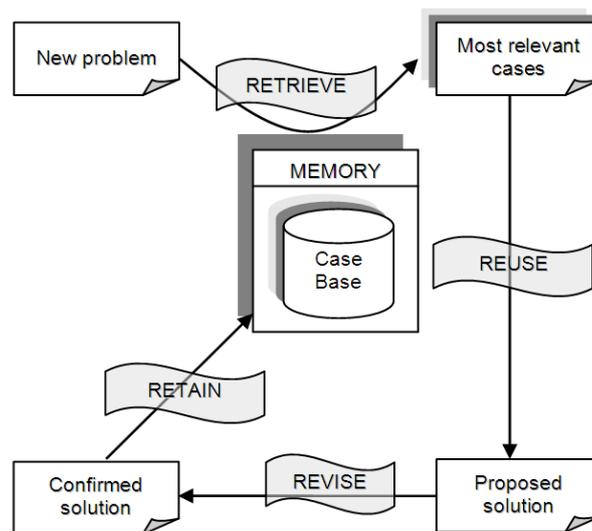 New problem
RETRIEVE
Most relevant
cases
MEMORY
Case
Base
REUSE
RETAIN
Confirmed
solution
REVISE
Proposed
solution